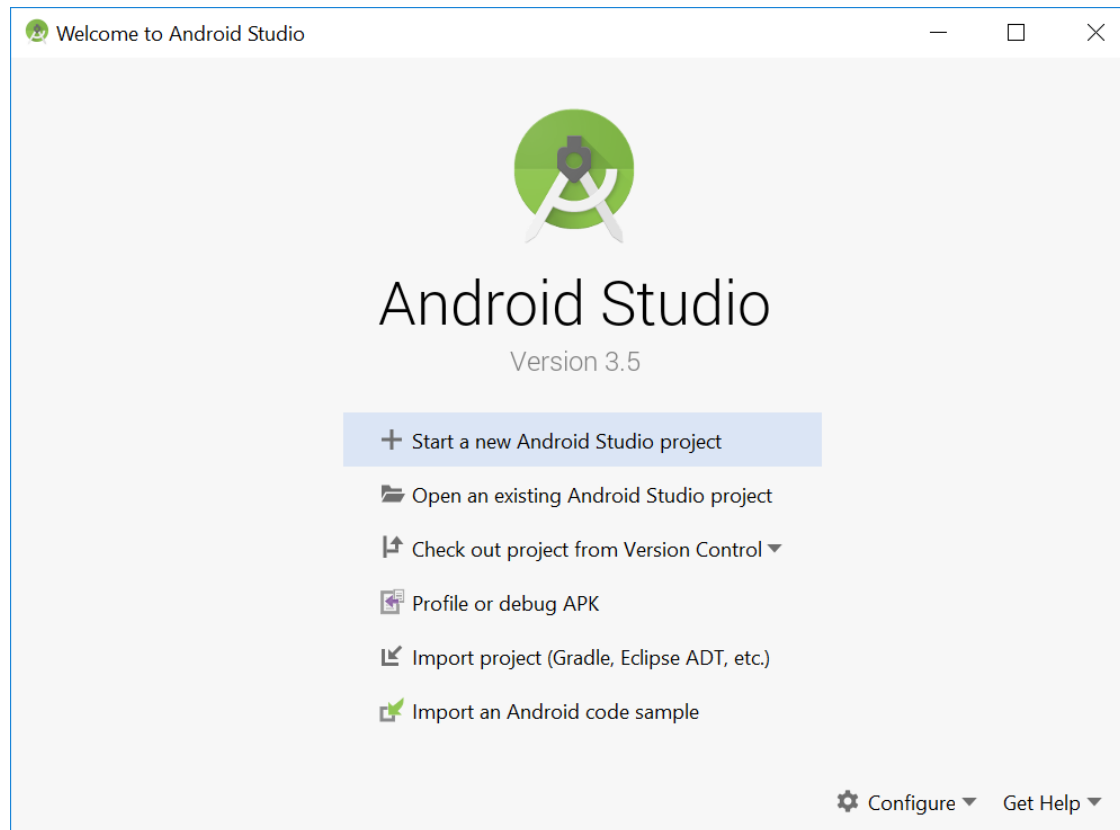 Welcome to Android Studio
Android Studio
Version 3.5
Start a new Android Studio project
Open an existing Android Studio project
Check out project from Version Control
Profile or debug APK
Import project (Gradle, Eclipse ADT, etc.)
Import an Android code sample
Configure Get Help